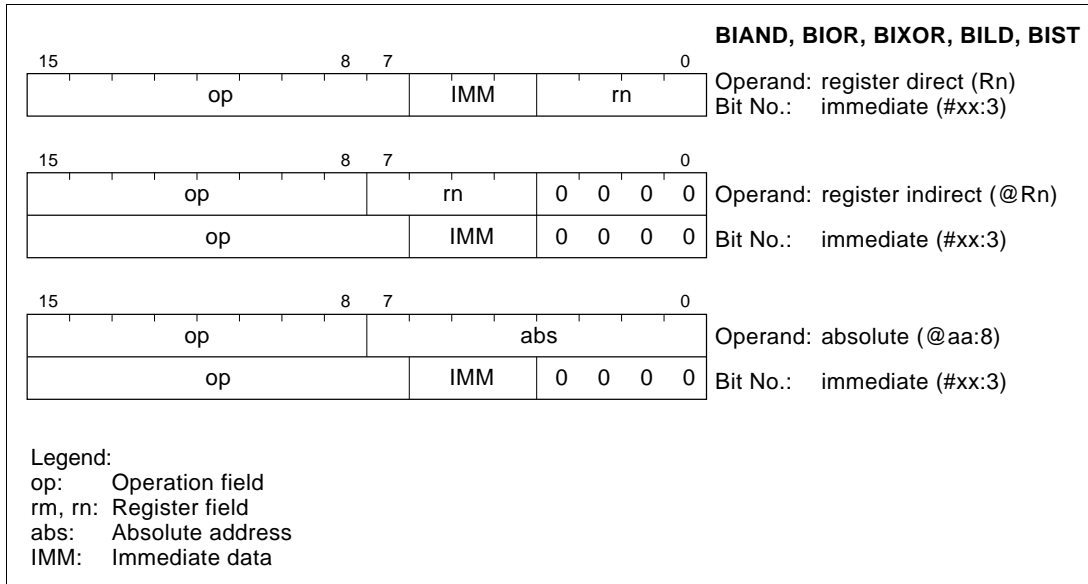 BIAND, BIOR, BIXOR, BILD, BIST
15 8 7 0
op IMM rn
Operand: register direct (Rn)
Bit No.: immediate (#xx:3)
15 8 7 0
op rn 0 0 0 0
Operand: register indirect (@Rn)
op IMM 0 0 0 0
Bit No.: immediate (#xx:3)
15 8 7 0
op abs
Operand: absolute (@aa:8)
op IMM 0 0 0 0
Bit No.: immediate (#xx:3)
Legend:
op: Operation field
rm, rn: Register field
abs: Absolute address
IMM: Immediate data